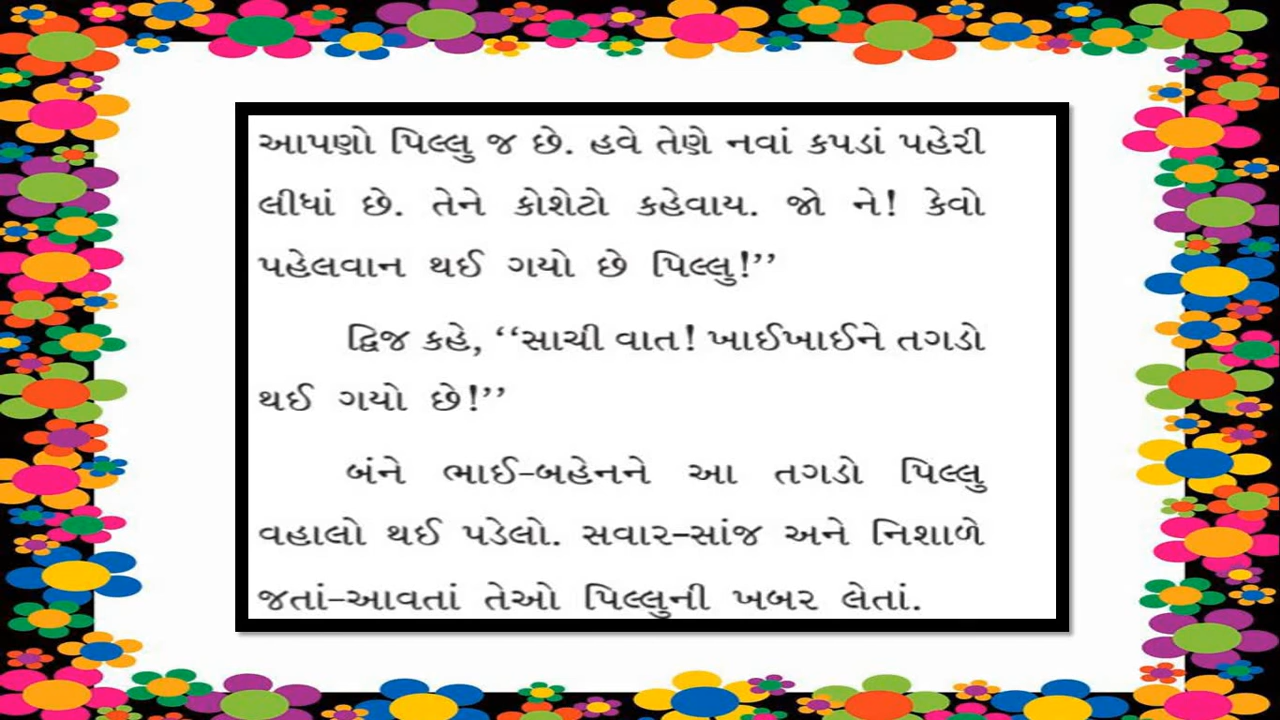 આપણો પિલ્લુ જ છે. હવે તેણે નવાં કપડાં પહેરી
લીધાં છે. તેને કોશેટો કહેવાય. જો ને! કેવો
પહેલવાન થઈ ગયો છે પિલ્લુ!’’
દ્વિજ કહે, ‘‘સાચી વાત! ખાઈખાઈને તગડો
થઈ ગયો છે!’’
બંને ભાઈ-બહેનને આ તગડો પિલ્લુ
વહાલો થઈ પડેલો. સવાર-સાંજ અને નિશાળે
જતાં-આવતાં તેઓ પિલ્લુની ખબર લેતાં.